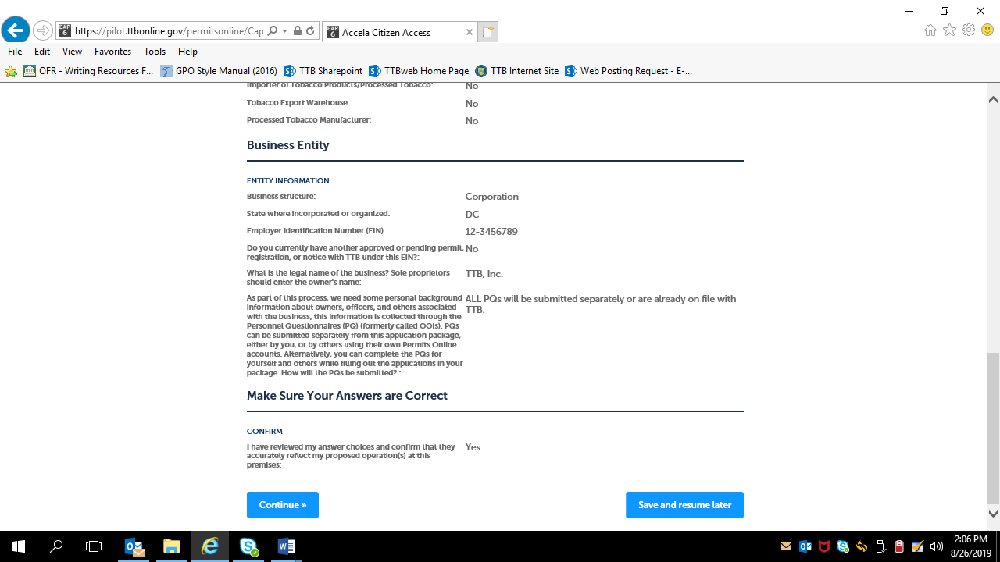 EAP 6 https://pilot.ttbonline.gov/permitsonline/Cap
EAP 6 Accela Citizen Access
File Edit View Favorites Tools Help
OFR - Writing Resources F... GPO Style Manual (2016) TTB Sharepoint TTBweb Home Page TTB Internet Site Web Posting Request - E-...
Importer of Tobacco Products/Processed Tobacco: No
Tobacco Export Warehouse: No
Processed Tobacco Manufacturer: No
Business Entity
ENTITY INFORMATION
Business structure: Corporation
State where incorporated or organized: DC
Employer Identification Number (EIN): 12-3456789
Do you currently have another approved or pending permit, No
registration, or notice with TTB under this EIN?:
What is the legal name of the business? Sole proprietors TTB, Inc.
should enter the owner's name:
As part of this process, we need some personal background ALL PQs will be submitted separately or are already on file with
information about owners, officers, and others associated TTB.
with the business; this information is collected through the
Personnel Questionnaires (PQ) (formerly called OOIs). PQs
can be submitted separately from this application package,
either by you, or by others using their own Permits Online
accounts. Alternatively, you can complete the PQs for
yourself and others while filling out the applications in your
package. How will the PQs be submitted? :
Make Sure Your Answers are Correct
CONFIRM
I have reviewed my answer choices and confirm that they Yes
accurately reflect my proposed operation(s) at this
premises:
Continue » Save and resume later
2:06 PM
8/26/2019